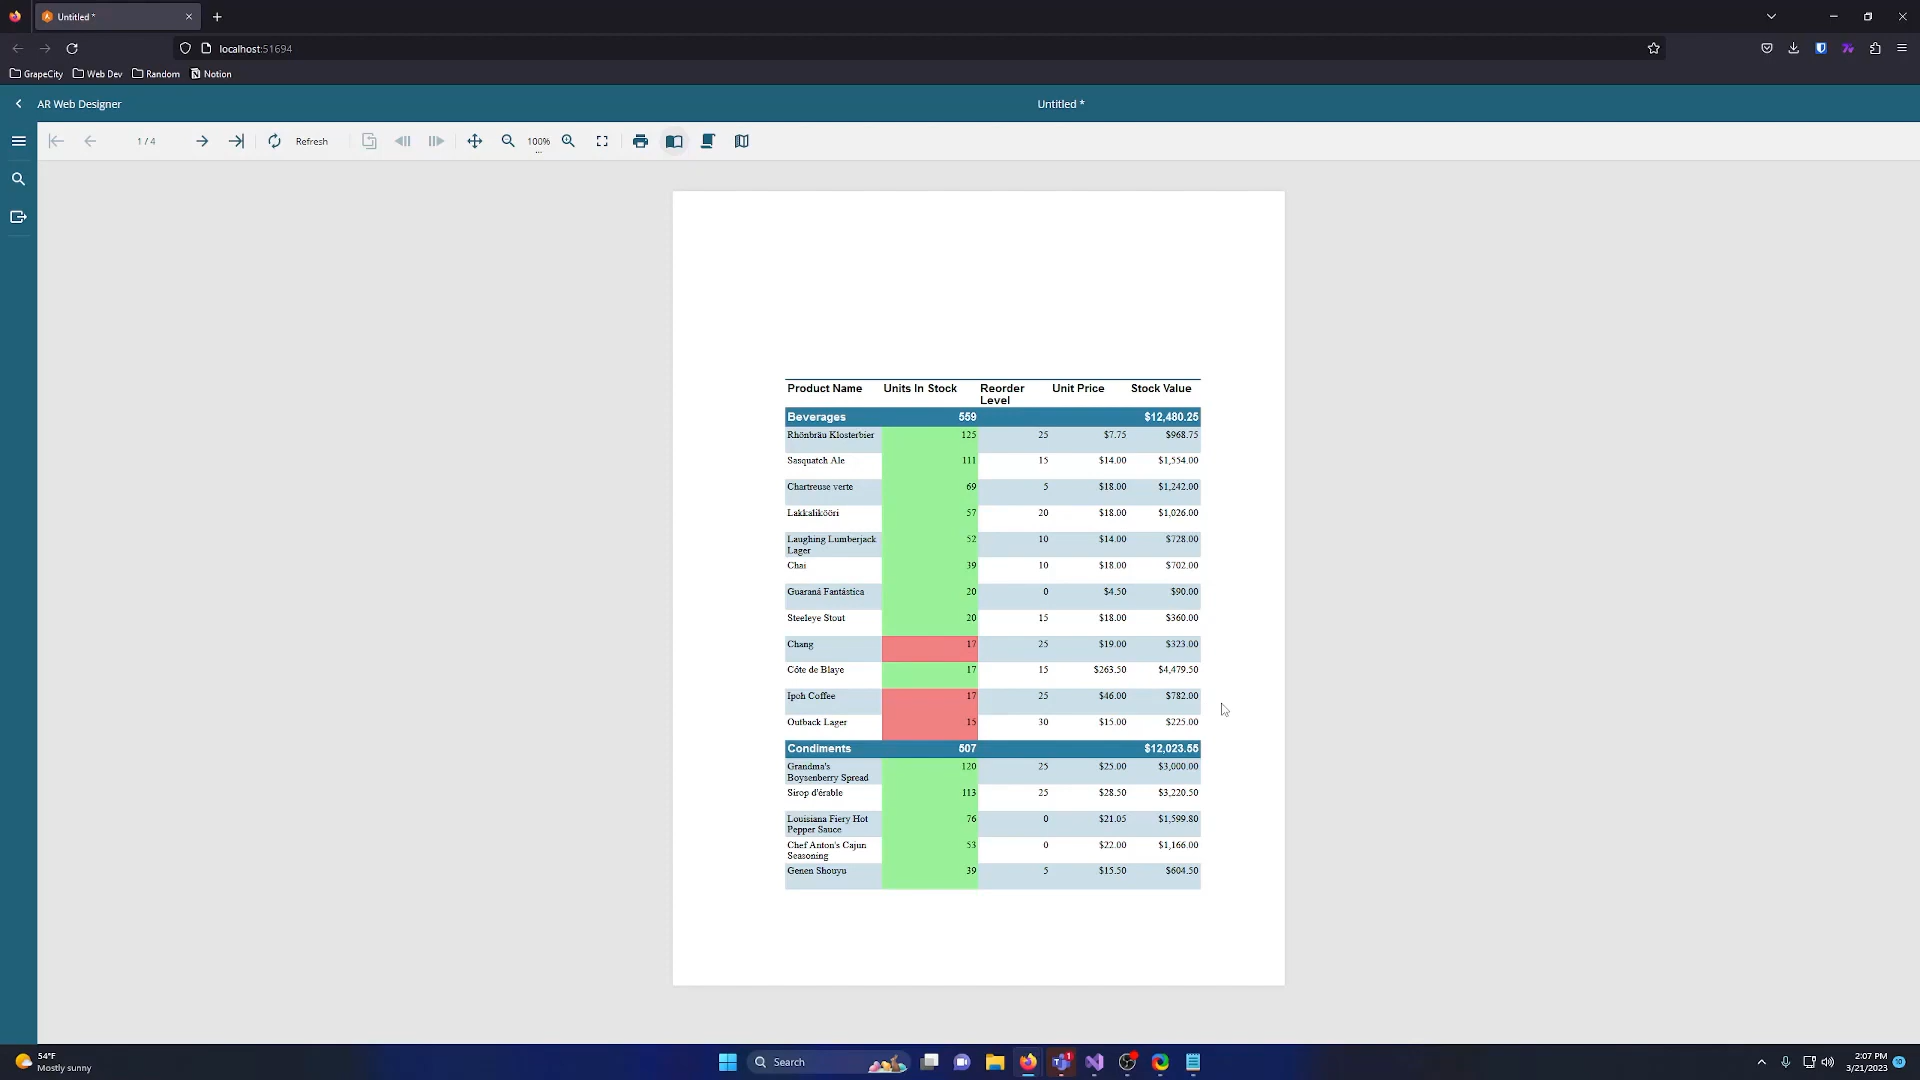 Untitled *
localhost:51694
GrapeCity Web Dev Random Notion
AR Web Designer Untitled *
1 / 4 Refresh 100%
Product Name Units In Stock Reorder Level Unit Price Stock Value
Beverages 559 $12,480.25
Rhönbräu Klosterbier 125 25 $7.75 $968.75
Sasquatch Ale 111 15 $14.00 $1,554.00
Chartreuse verte 69 5 $18.00 $1,242.00
Lakkalikööri 57 20 $18.00 $1,026.00
Laughing Lumberjack Lager 52 10 $14.00 $728.00
Chai 39 10 $18.00 $702.00
Guaraná Fantástica 20 0 $4.50 $90.00
Steeleye Stout 20 15 $18.00 $360.00
Chang 17 25 $19.00 $323.00
Côte de Blaye 17 15 $263.50 $4,479.50
Ipoh Coffee 17 25 $46.00 $782.00
Outback Lager 15 30 $15.00 $225.00
Condiments 507 $12,023.55
Grandma's Boysenberry Spread 120 25 $25.00 $3,000.00
Sirop d'érable 113 25 $28.50 $3,220.50
Louisiana Fiery Hot Pepper Sauce 76 0 $21.05 $1,599.80
Chef Anton's Cajun Seasoning 53 0 $22.00 $1,166.00
Genen Shouyu 39 5 $15.50 $604.50
54°F
Mostly sunny
Search
2:07 PM
3/21/2023